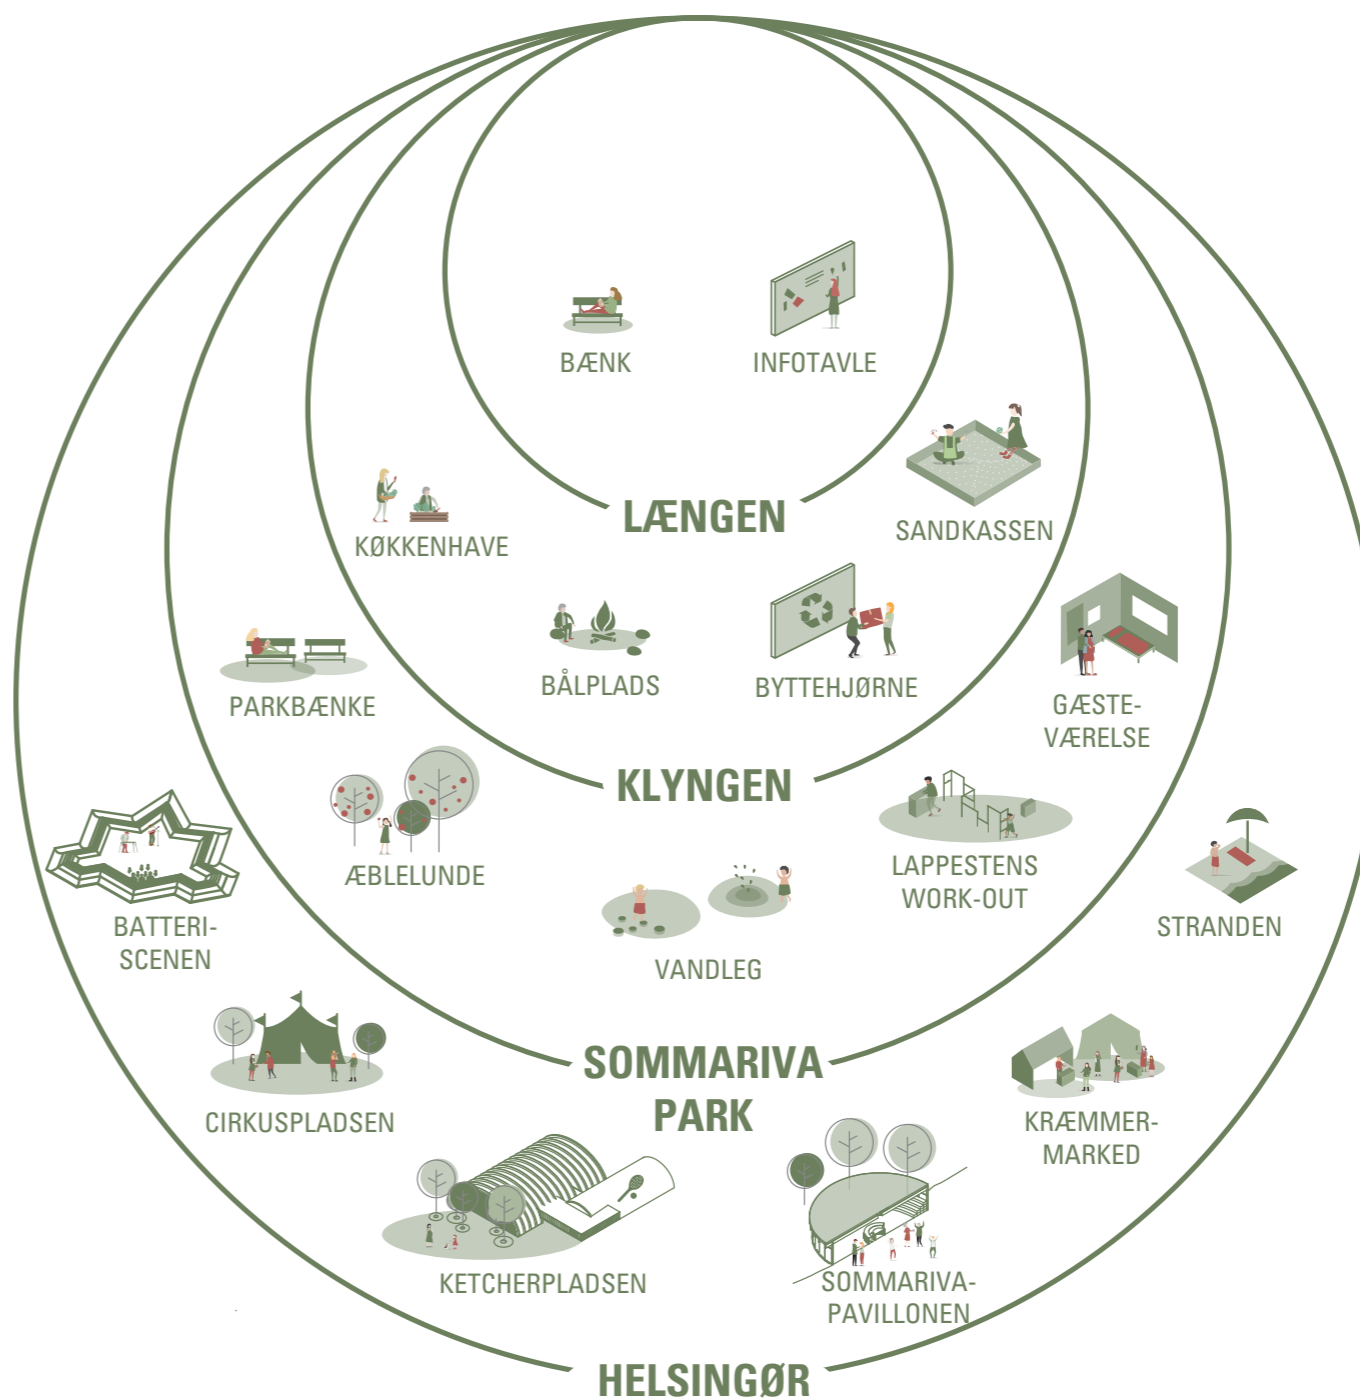 BÆNK
INFOTAVLE
LÆNGEN
SANDKASSEN
KØKKENHAVE
BÅLPLADS
BYTTEHJØRNE
PARKBÆNKE
GÆSTE-
VÆRELSE
KLYNGEN
ÆBLELUNDE
LAPPESTENS
WORK-OUT
BATTERI-
SCENEN
STRANDEN
VANDLEG
SOMMARIVA
PARK
CIRKUSPLADSEN
KRÆMMER-
MARKED
KETCHERPLADSEN
SOMMARIVA-
PAVILLONEN
HELSINGØR